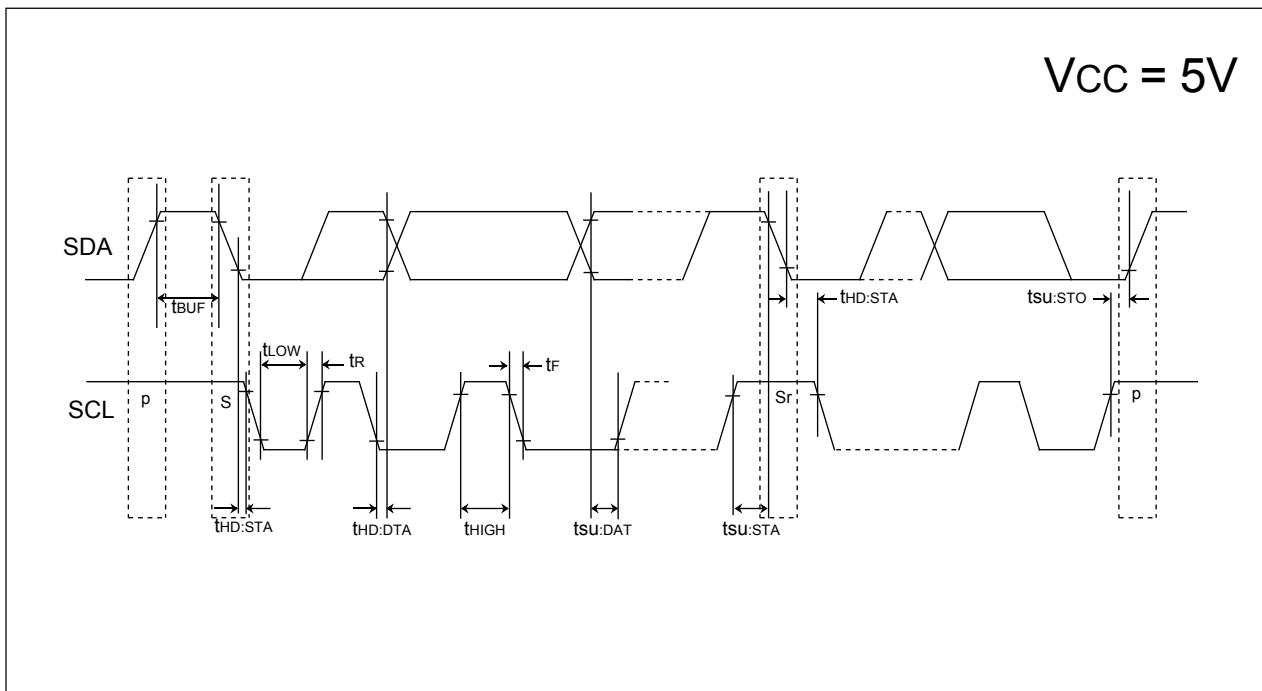 VCC = 5V
SDA
tBUF
tHD:STA
tsu:STO
tLOW
tR
tF
SCL
p
S
Sr
p
tHD:STA
tHD:DTA
tHIGH
tsu:DAT
tsu:STA